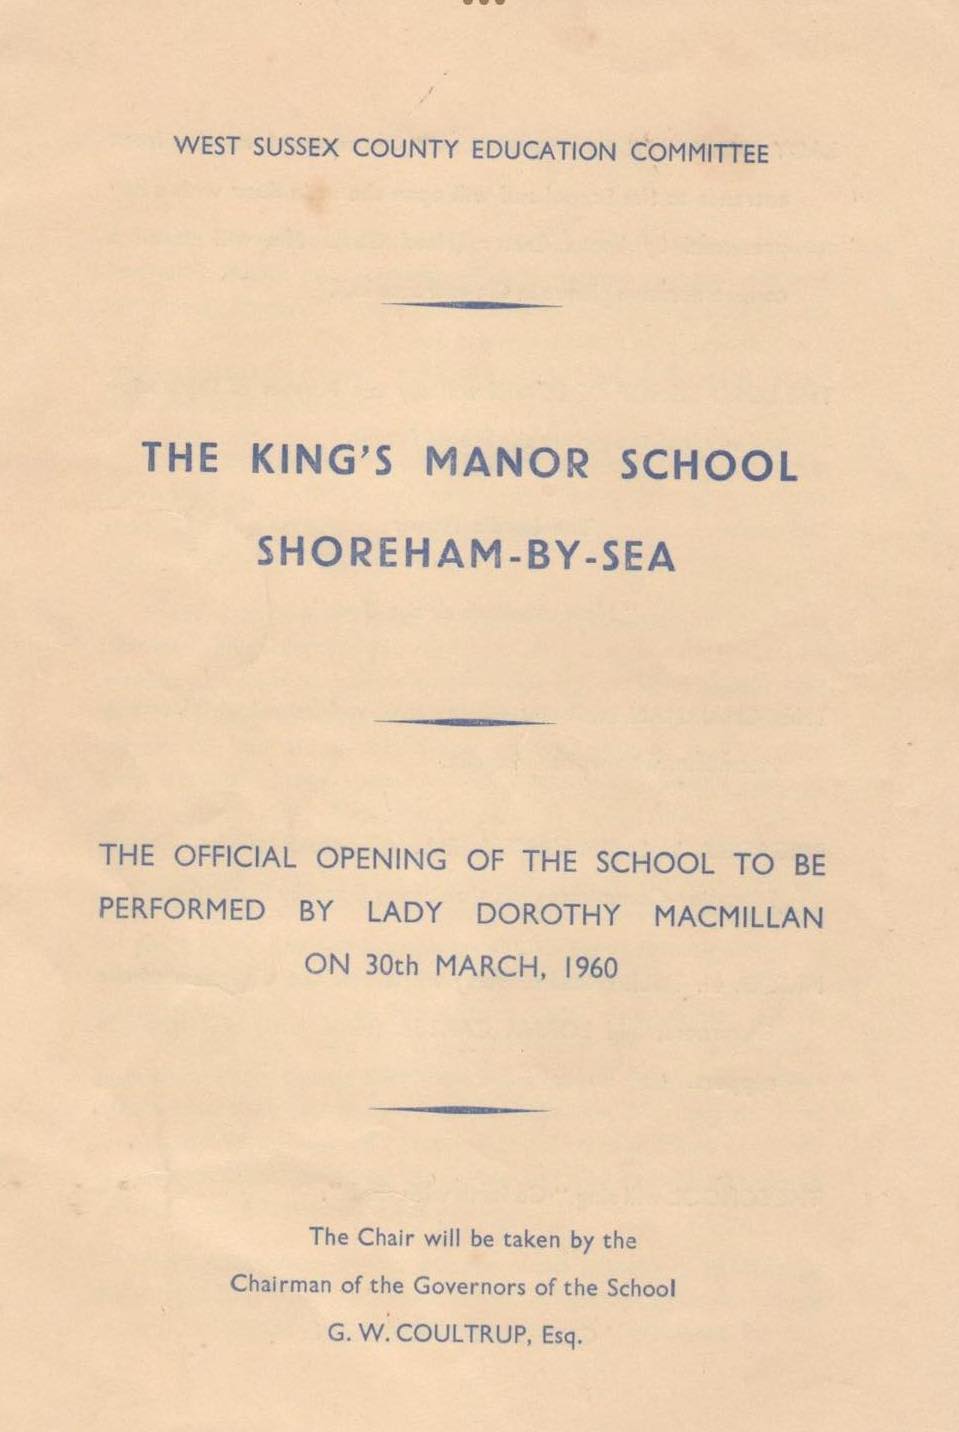 WEST SUSSEX COUNTY EDUCATION COMMITTEE
THE KING'S MANOR SCHOOL
SHOREHAM-BY-SEA
THE OFFICIAL OPENING OF THE SCHOOL TO BE
PERFORMED BY LADY DOROTHY MACMILLAN
ON 30th MARCH, 1960
The Chair will be taken by the
Chairman of the Governors of the School
G. W. COULTRUP, Esq.